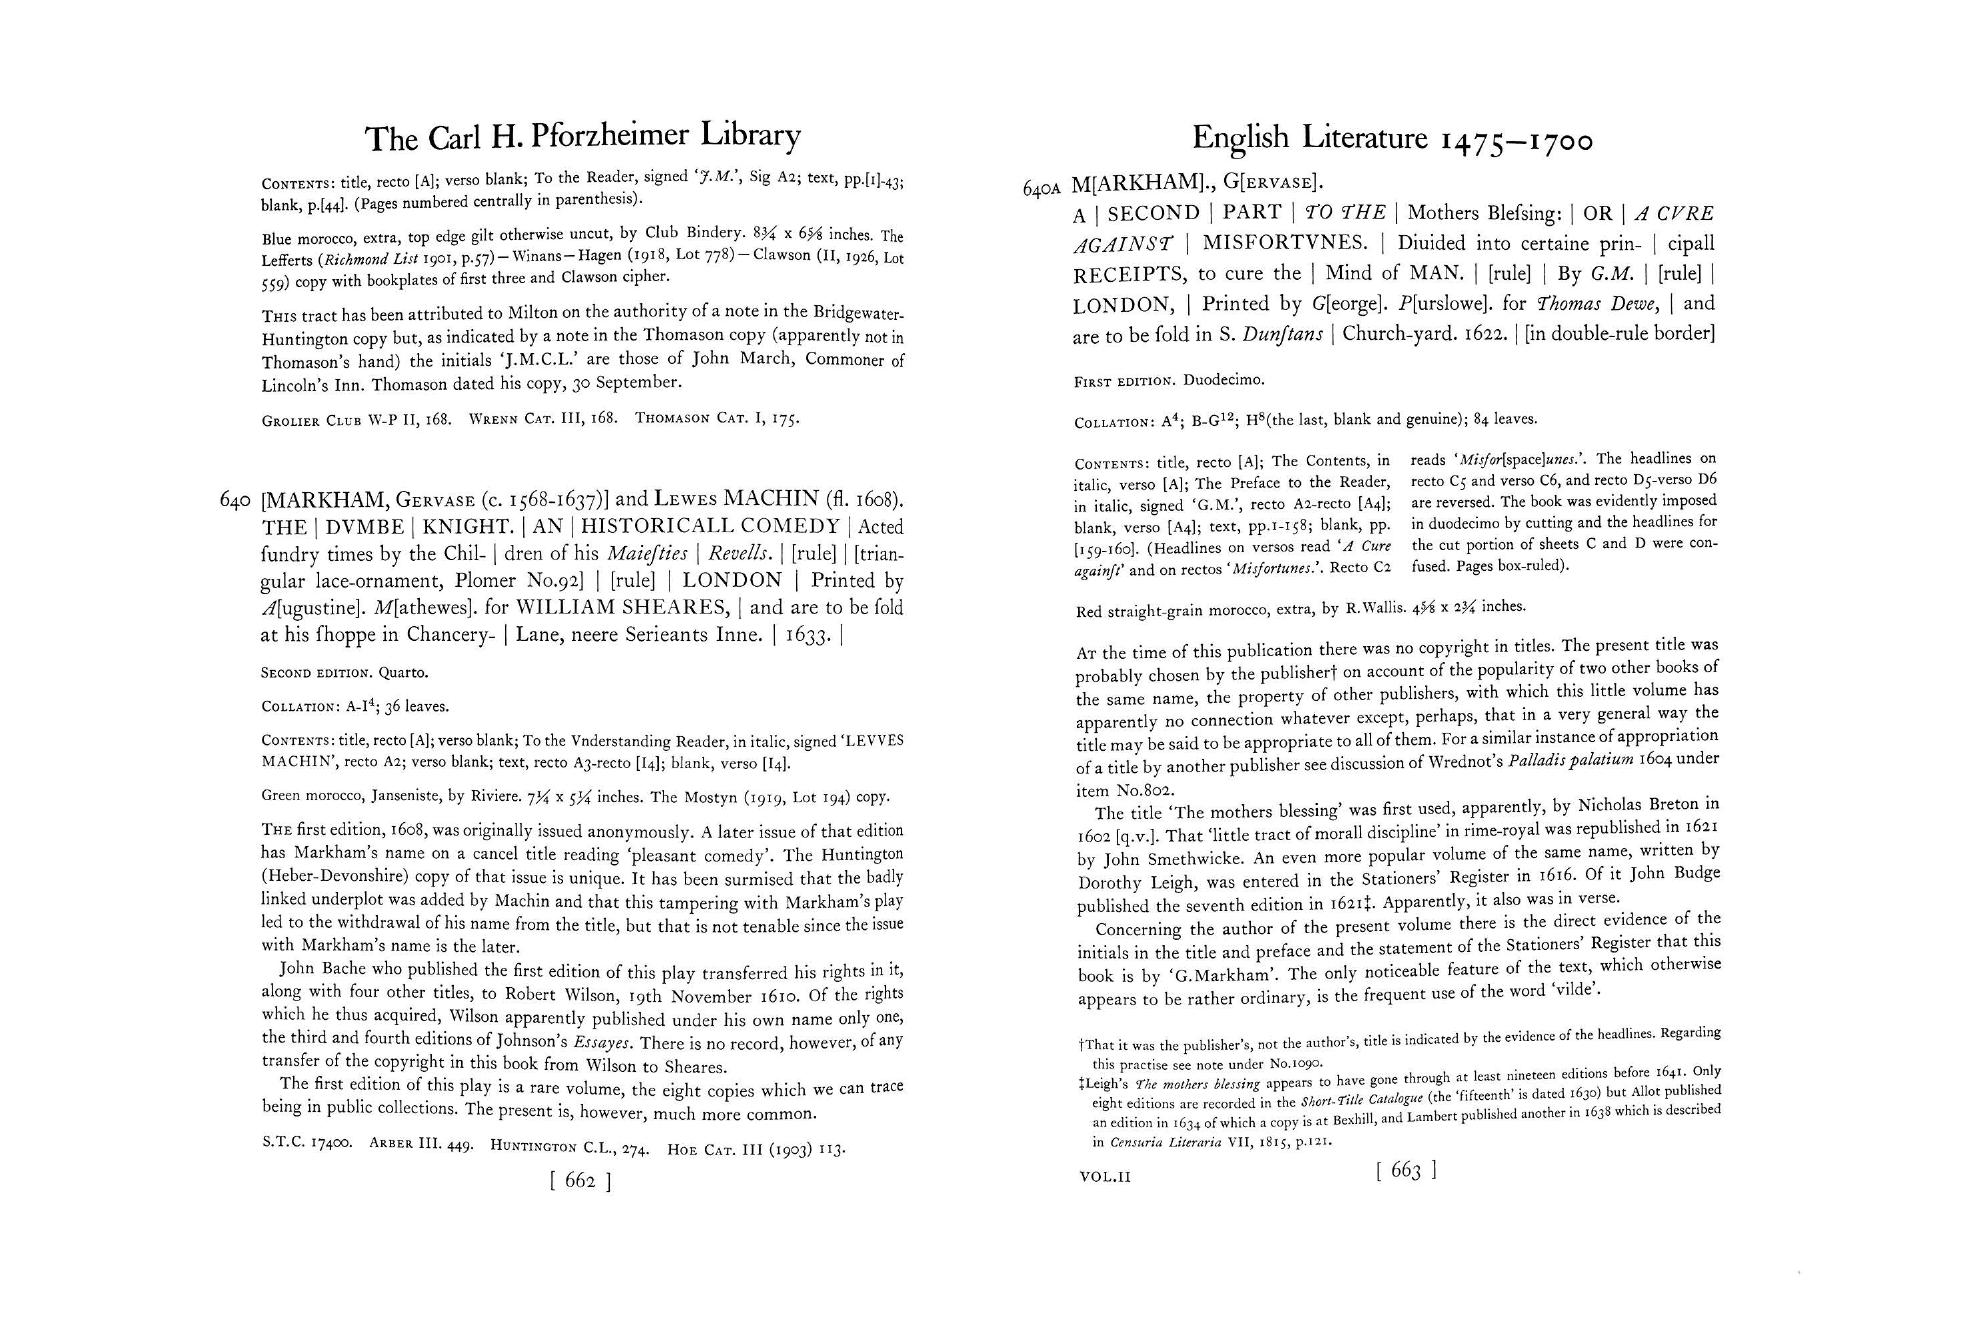 The Carl H. Pforzheimer Library
CONTENTS: title, recto [A]; verso blank; To the Reader, signed ‘J.M.’, Sig A2; text, pp.[1]-43;
blank, p.[44]. (Pages numbered centrally in parenthesis).
Blue morocco, extra, top edge gilt otherwise uncut, by Club Bindery. 8¾ x 6⅝ inches. The
Lefferts (Richmond List 1901, p.57)—Winans—Hagen (1918, Lot 778)—Clawson (II, 1926, Lot
559) copy with bookplates of first three and Clawson cipher.
THIS tract has been attributed to Milton on the authority of a note in the Bridgewater-
Huntington copy but, as indicated by a note in the Thomason copy (apparently not in
Thomason’s hand) the initials ‘J.M.C.L.’ are those of John March, Commoner of
Lincoln’s Inn. Thomason dated his copy, 30 September.
GROLIER CLUB W-P II, 168. WRENN CAT. III, 168. THOMASON CAT. I, 175.
640 [MARKHAM, GERVASE (c. 1568-1637)] and LEWES MACHIN (fl. 1608).
THE | DVMBE | KNIGHT. | AN | HISTORICALL COMEDY | Acted
ſundry times by the Chil- | dren of his Maieſties | Revells. | [rule] | [trian-
gular lace-ornament, Plomer No.92] | [rule] | LONDON | Printed by
A[ugustine]. M[athewes]. for WILLIAM SHEARES, | and are to be ſold
at his ſhoppe in Chancery- | Lane, neere Serieants Inne. | 1633. |
SECOND EDITION. Quarto.
COLLATION: A-I⁴; 36 leaves.
CONTENTS: title, recto [A]; verso blank; To the Vnderstanding Reader, in italic, signed ‘LEVVES
MACHIN’, recto A2; verso blank; text, recto A3-recto [I4]; blank, verso [I4].
Green morocco, Janseniste, by Riviere. 7¼ x 5¼ inches. The Mostyn (1919, Lot 194) copy.
THE first edition, 1608, was originally issued anonymously. A later issue of that edition
has Markham’s name on a cancel title reading ‘pleasant comedy’. The Huntington
(Heber-Devonshire) copy of that issue is unique. It has been surmised that the badly
linked underplot was added by Machin and that this tampering with Markham’s play
led to the withdrawal of his name from the title, but that is not tenable since the issue
with Markham’s name is the later.
John Bache who published the first edition of this play transferred his rights in it,
along with four other titles, to Robert Wilson, 19th November 1610. Of the rights
which he thus acquired, Wilson apparently published under his own name only one,
the third and fourth editions of Johnson’s Essayes. There is no record, however, of any
transfer of the copyright in this book from Wilson to Sheares.
The first edition of this play is a rare volume, the eight copies which we can trace
being in public collections. The present is, however, much more common.
S.T.C. 17400. ARBER III. 449. HUNTINGTON C.L., 274. HOE CAT. III (1903) 113.
[ 662 ]
English Literature 1475—1700
640A M[ARKHAM]., G[ERVASE].
A | SECOND | PART | TO THE | Mothers Bleſsing: | OR | A CVRE
AGAINST | MISFORTVNES. | Diuided into certaine prin- | cipall
RECEIPTS, to cure the | Mind of MAN. | [rule] | By G.M. | [rule] |
LONDON, | Printed by G[eorge]. P[urslowe]. for Thomas Dewe, | and
are to be ſold in S. Dunſtans | Church-yard. 1622. | [in double-rule border]
FIRST EDITION. Duodecimo.
COLLATION: A⁴; B-G¹²; H⁸(the last, blank and genuine); 84 leaves.
CONTENTS: title, recto [A]; The Contents, in
italic, verso [A]; The Preface to the Reader,
in italic, signed ‘G.M.’, recto A2-recto [A4];
blank, verso [A4]; text, pp.1-158; blank, pp.
[159-160]. (Headlines on versos read ‘A Cure
againſt’ and on rectos ‘Misfortunes.’. Recto C2
reads ‘Misfor[space]unes.’. The headlines on
recto C5 and verso C6, and recto D5-verso D6
are reversed. The book was evidently imposed
in duodecimo by cutting and the headlines for
the cut portion of sheets C and D were con-
fused. Pages box-ruled).
Red straight-grain morocco, extra, by R.Wallis. 4⅝ x 2¾ inches.
AT the time of this publication there was no copyright in titles. The present title was
probably chosen by the publisher† on account of the popularity of two other books of
the same name, the property of other publishers, with which this little volume has
apparently no connection whatever except, perhaps, that in a very general way the
title may be said to be appropriate to all of them. For a similar instance of appropriation
of a title by another publisher see discussion of Wrednot’s Palladis palatium 1604 under
item No.802.
The title ‘The mothers blessing’ was first used, apparently, by Nicholas Breton in
1602 [q.v.]. That ‘little tract of morall discipline’ in rime-royal was republished in 1621
by John Smethwicke. An even more popular volume of the same name, written by
Dorothy Leigh, was entered in the Stationers’ Register in 1616. Of it John Budge
published the seventh edition in 1621‡. Apparently, it also was in verse.
Concerning the author of the present volume there is the direct evidence of the
initials in the title and preface and the statement of the Stationers’ Register that this
book is by ‘G.Markham’. The only noticeable feature of the text, which otherwise
appears to be rather ordinary, is the frequent use of the word ‘vilde’.
†That it was the publisher’s, not the author’s, title is indicated by the evidence of the headlines. Regarding
this practise see note under No.1090.
‡Leigh’s The mothers blessing appears to have gone through at least nineteen editions before 1641. Only
eight editions are recorded in the Short-Title Catalogue (the ‘fifteenth’ is dated 1630) but Allot published
an edition in 1634 of which a copy is at Bexhill, and Lambert published another in 1638 which is described
in Censuria Literaria VII, 1815, p.121.
VOL.II
[ 663 ]